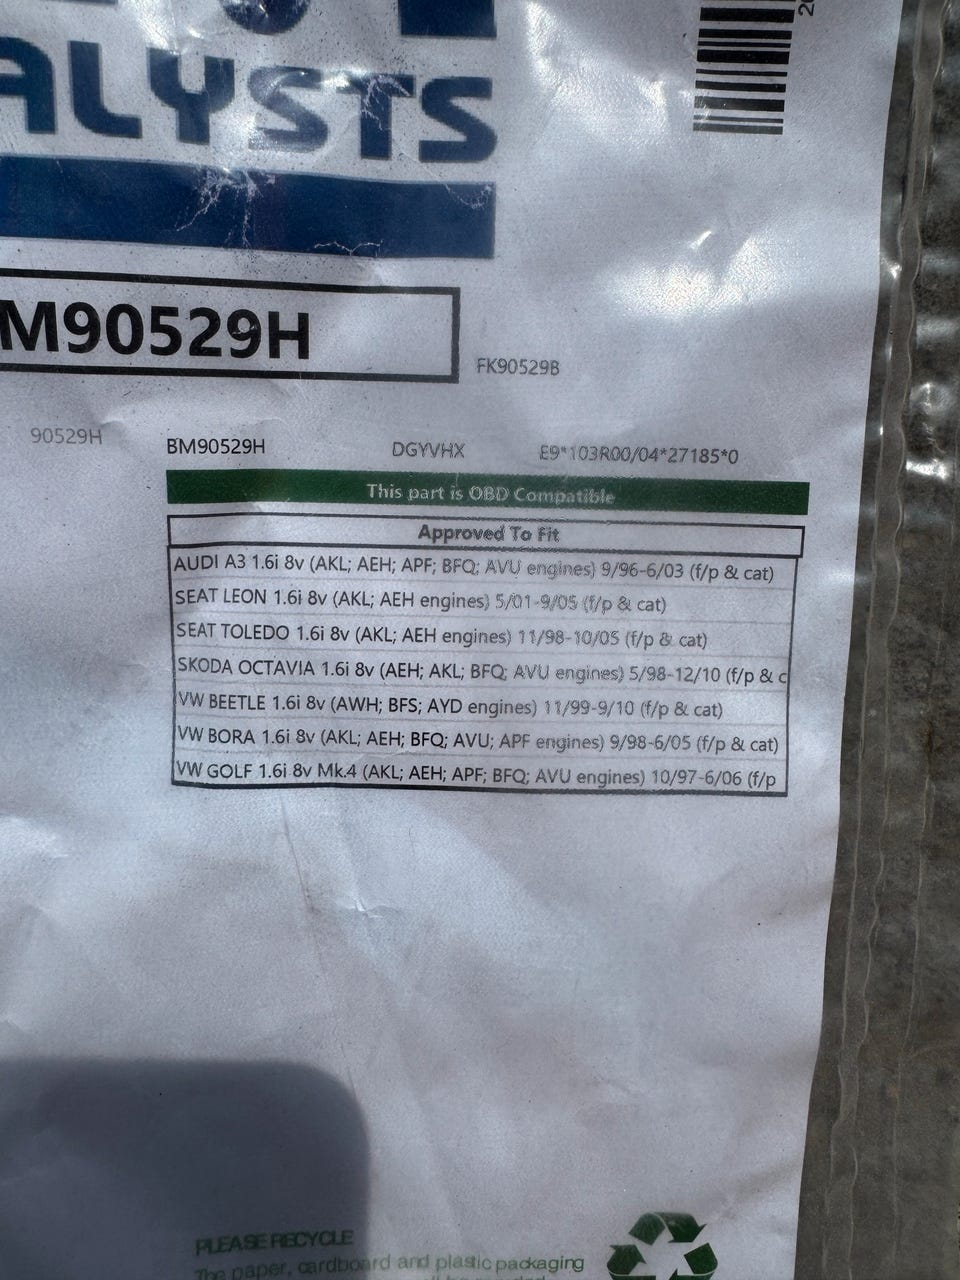 ALYSTS
M90529H
FK90529B
90529H BM90529H DGYVHX E9*103R00/04*27185*0
This part is OBD Compatible
Approved To Fit
AUDI A3 1.6i 8v (AKL; AEH; APF; BFQ; AVU engines) 9/96-6/03 (f/p & cat)
SEAT LEON 1.6i 8v (AKL; AEH engines) 5/01-9/05 (f/p & cat)
SEAT TOLEDO 1.6i 8v (AKL; AEH engines) 11/98-10/05 (f/p & cat)
SKODA OCTAVIA 1.6i 8v (AEH; AKL; BFQ; AVU engines) 5/98-12/10 (f/p & c
VW BEETLE 1.6i 8v (AWH; BFS; AYD engines) 11/99-9/10 (f/p & cat)
VW BORA 1.6i 8v (AKL; AEH; BFQ; AVU; APF engines) 9/98-6/05 (f/p & cat)
VW GOLF 1.6i 8v Mk.4 (AKL; AEH; APF; BFQ; AVU engines) 10/97-6/06 (f/p
PLEASE RECYCLE
The paper, cardboard and plastic packaging